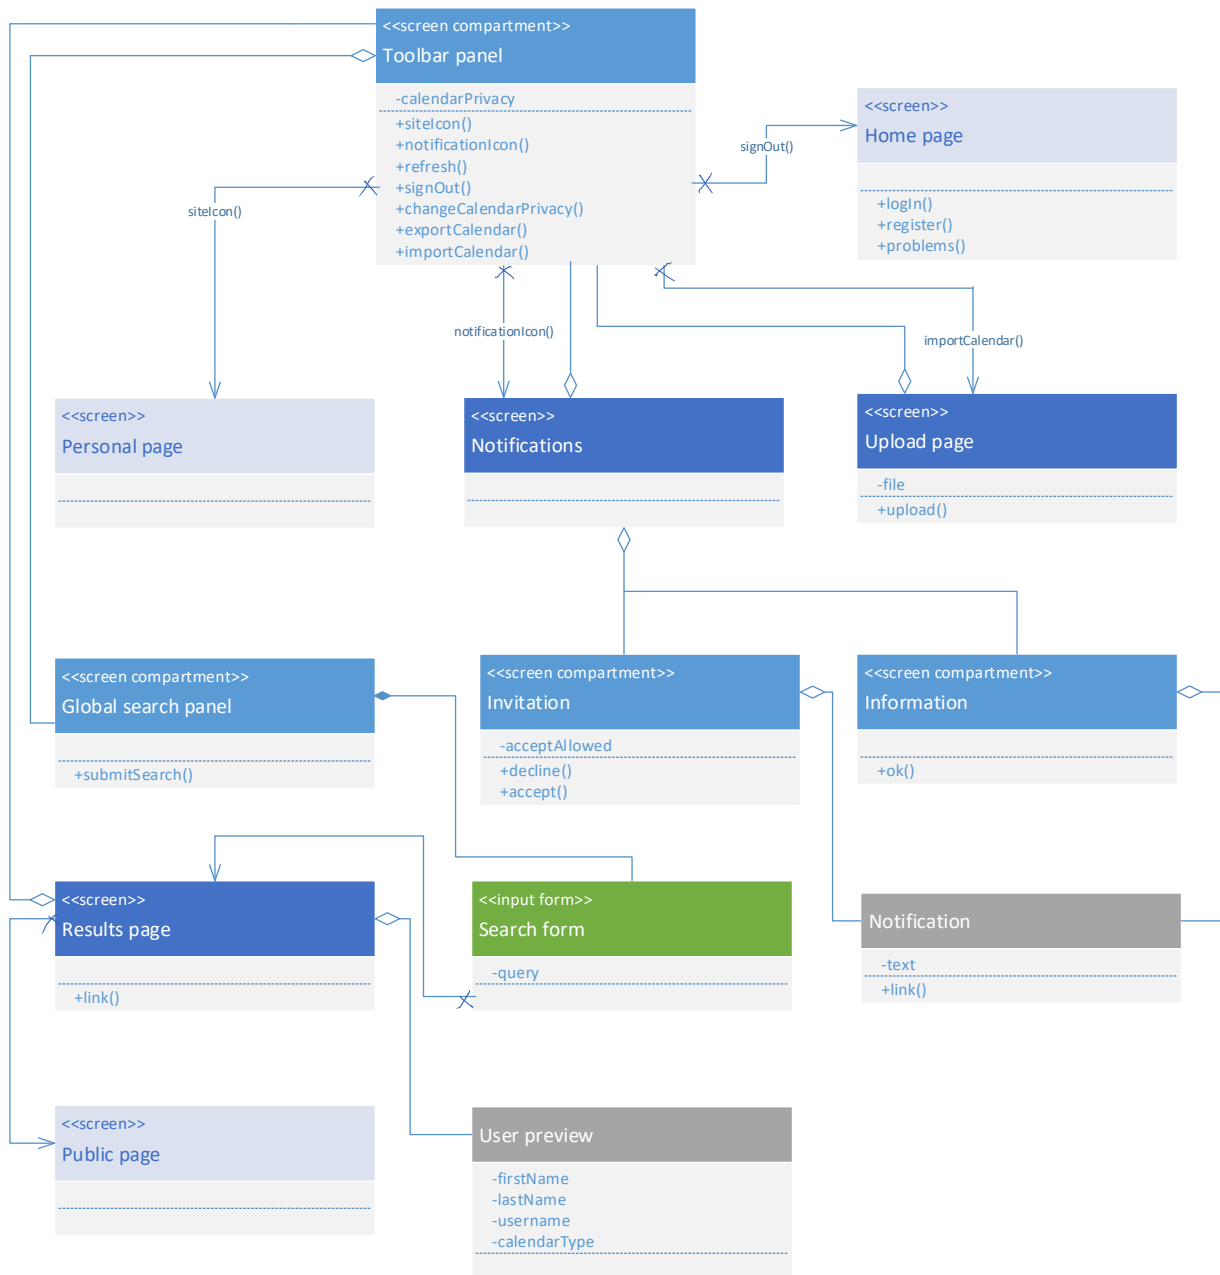 <<screen compartment>>
Toolbar panel
-calendarPrivacy
+siteIcon()
+notificationIcon()
+refresh()
+signOut()
+changeCalendarPrivacy()
+exportCalendar()
+importCalendar()
<<screen>>
Home page
+logIn()
+register()
+problems()
signOut()
siteIcon()
notificationIcon()
importCalendar()
<<screen>>
Personal page
<<screen>>
Notifications
<<screen>>
Upload page
-file
+upload()
<<screen compartment>>
Global search panel
+submitSearch()
<<screen compartment>>
Invitation
-acceptAllowed
+decline()
+accept()
<<screen compartment>>
Information
+ok()
<<screen>>
Results page
+link()
<<input form>>
Search form
-query
Notification
-text
+link()
<<screen>>
Public page
User preview
-firstName
-lastName
-username
-calendarType